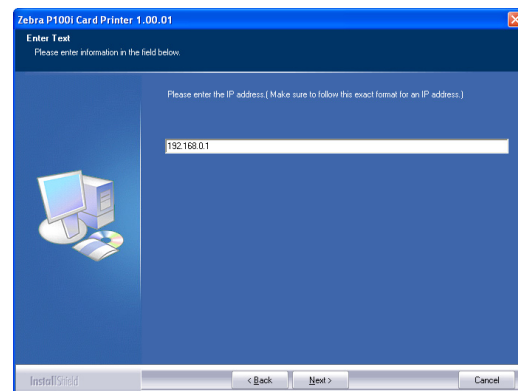 Zebra P100i Card Printer 1.00.01
Enter Text
Please enter information in the field below.
Please enter the IP address.( Make sure to follow this exact format for an IP address.)
192.168.0.1
InstallShield
< Back Next > Cancel